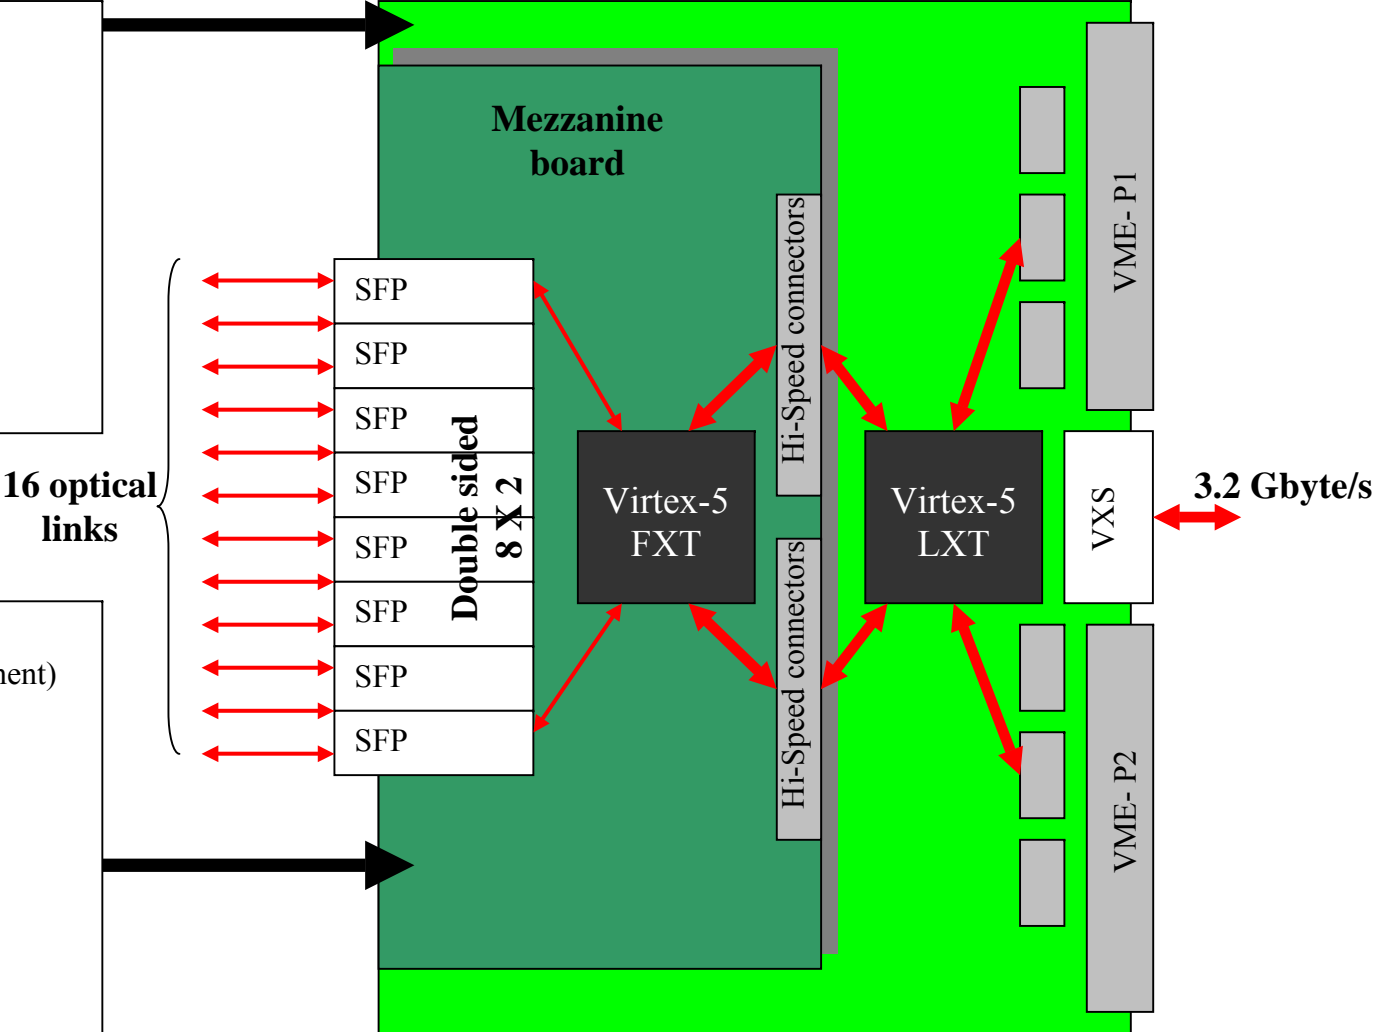 Mezzanine
board
SFP
SFP
SFP
SFP
SFP
SFP
SFP
SFP
Double sided
8 X 2
16 optical
links
Virtex-5
FXT
Hi-Speed connectors
Hi-Speed connectors
Virtex-5
LXT
VME- P1
VXS
3.2 Gbyte/s
VME- P2